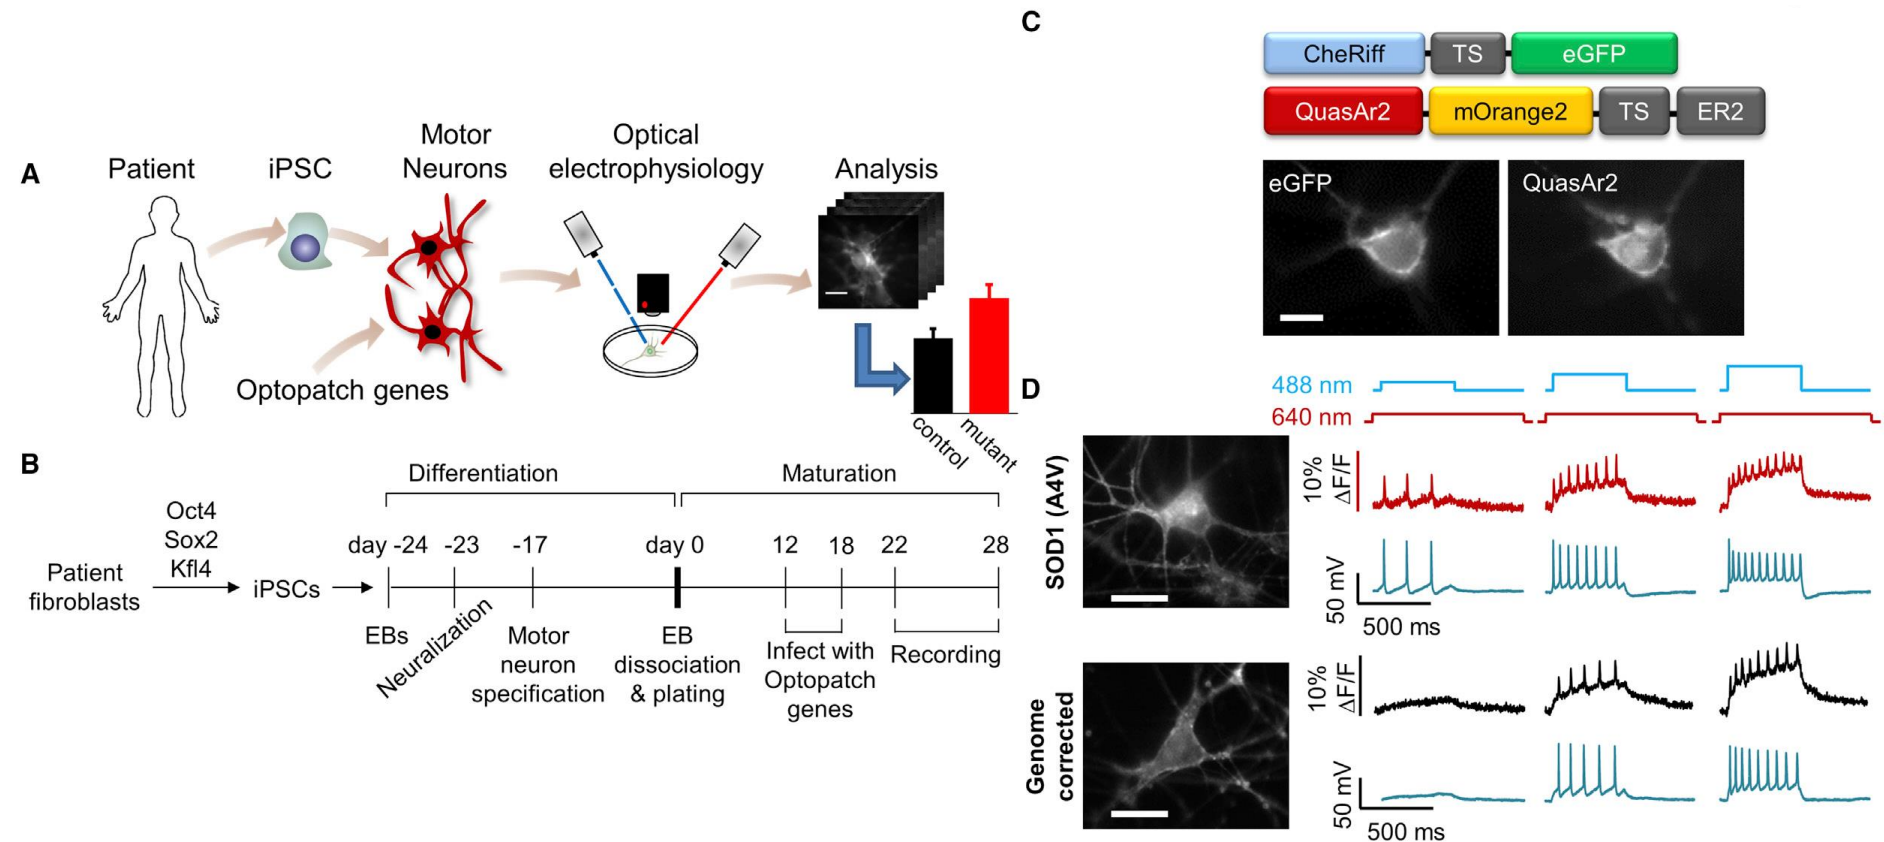 A
Patient
iPSC
Motor
Neurons
Optical
electrophysiology
Analysis
Optopatch genes
control
mutant
B
Differentiation
Maturation
Oct4
Sox2
Kfl4
day -24
-23
-17
day 0
12
18
22
28
Patient
fibroblasts
iPSCs
EBs
Neuralization
Motor
neuron
specification
EB
dissociation
& plating
Infect with
Optopatch
genes
Recording
C
CheRiff
TS
eGFP
QuasAr2
mOrange2
TS
ER2
eGFP
QuasAr2
D
488 nm
640 nm
SOD1 (A4V)
10%
ΔF/F
50 mV
500 ms
Genome
corrected
10%
ΔF/F
50 mV
500 ms